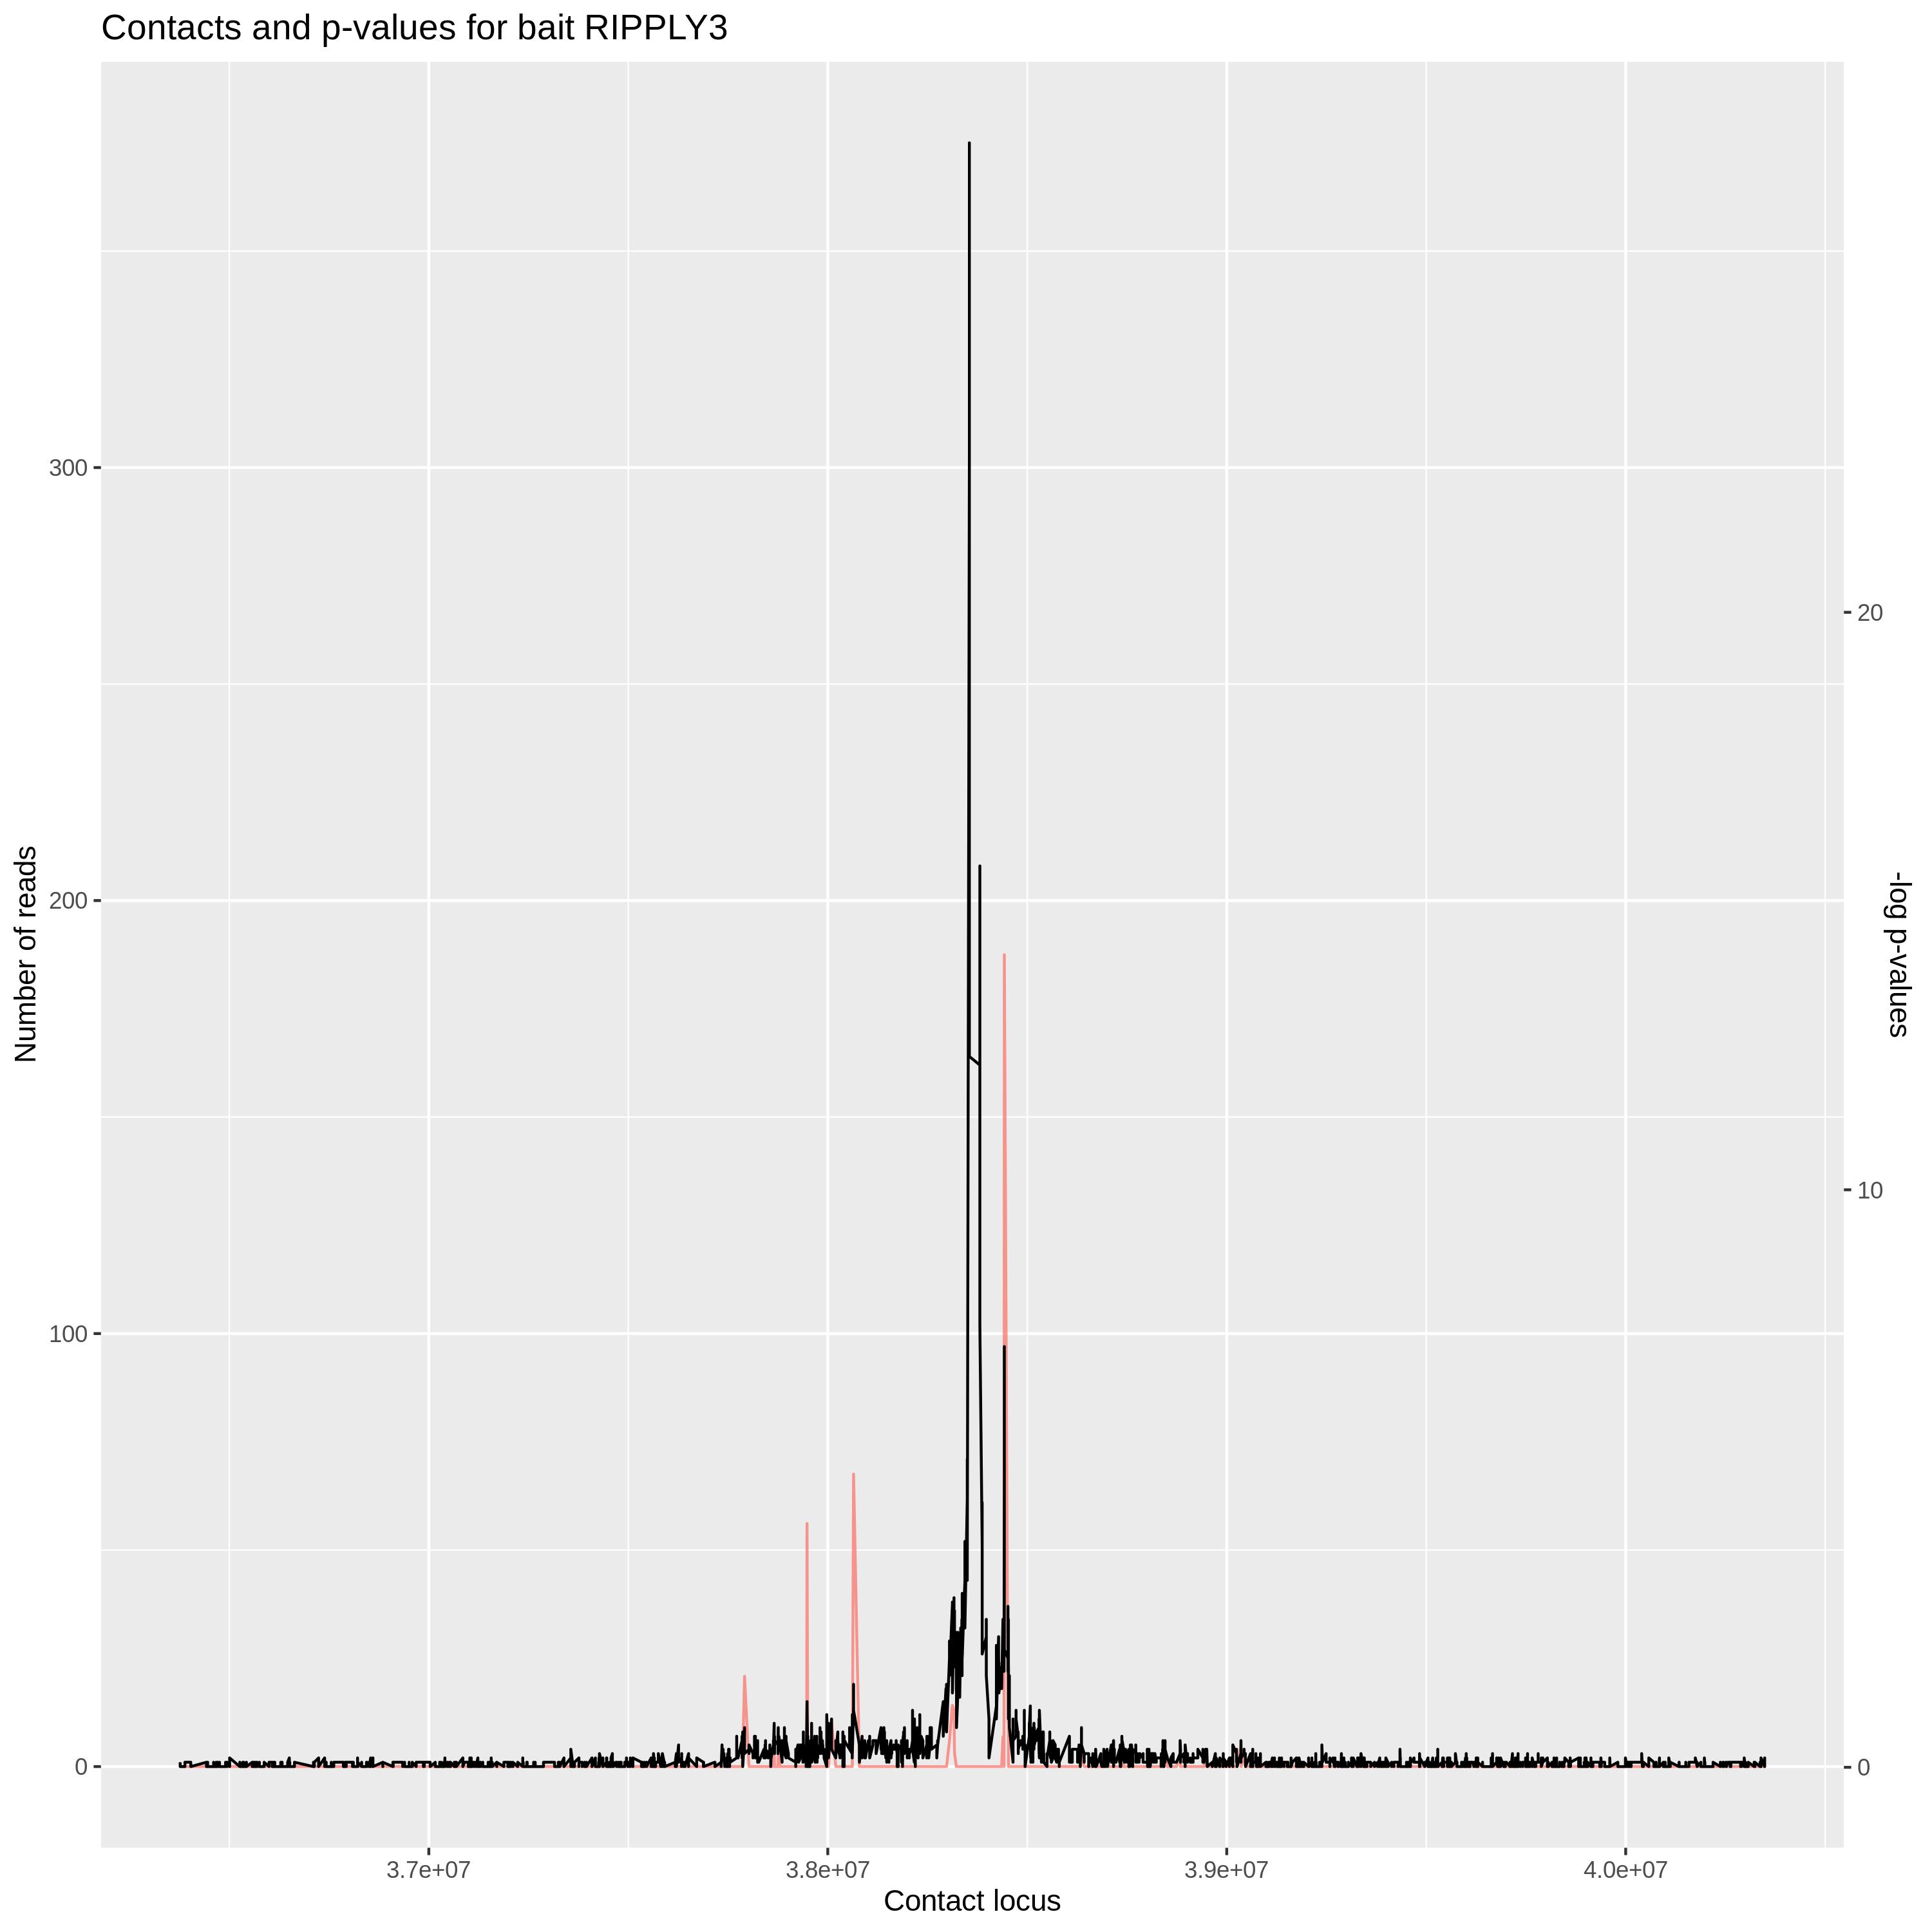 Contacts and p-values for bait RIPPLY3
Number of reads
300
200
100
0
-log p-values
20
10
0
3.7e+07
3.8e+07
3.9e+07
4.0e+07
Contact locus